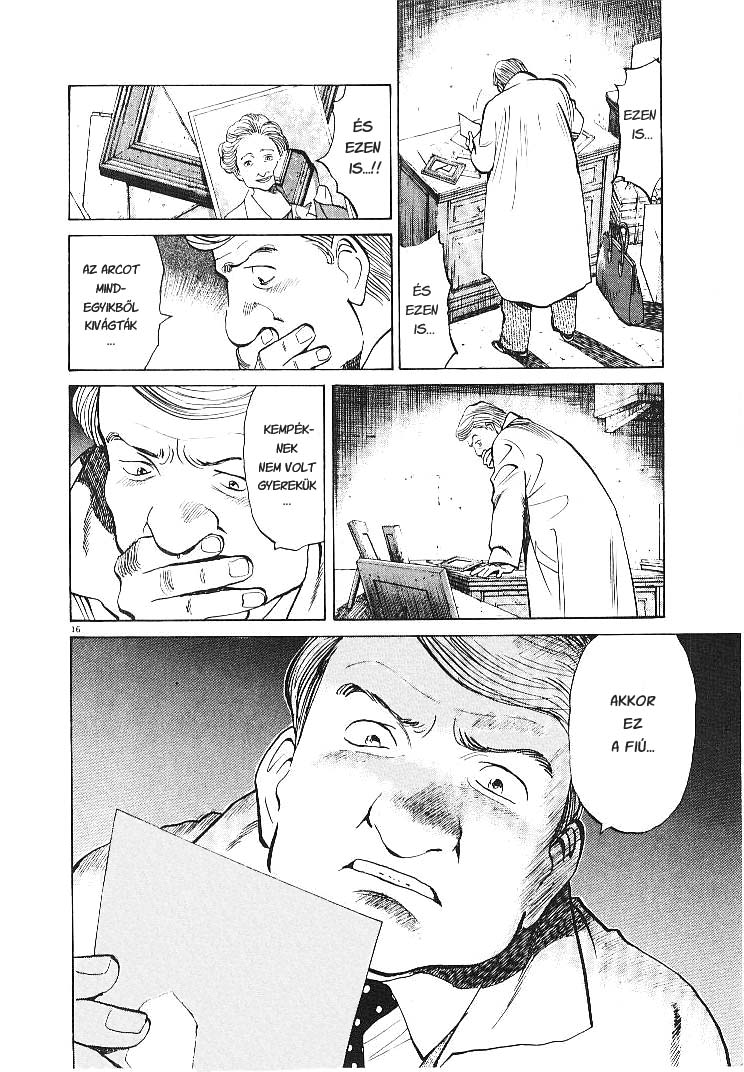 EZEN
IS...
ÉS
EZEN
IS...
ÉS
EZEN
IS...!!
AZ ARCOT
MIND-
EGYIKBŐL
KIVÁGTÁK
...
KEMPÉK-
NEK
NEM VOLT
GYEREKÜK
...
16
AKKOR
EZ
A FIÚ...